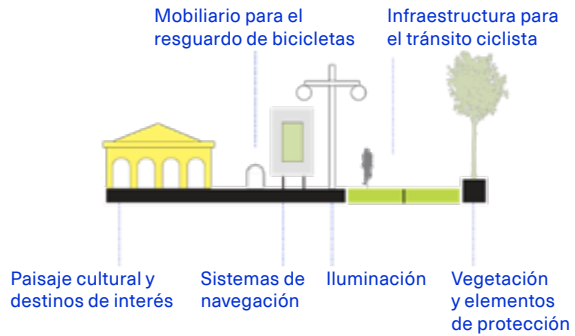 Mobiliario para el
resguardo de bicicletas
Infraestructura para
el tránsito ciclista
Paisaje cultural y
destinos de interés
Sistemas de
navegación
Iluminación
Vegetación
y elementos
de protección